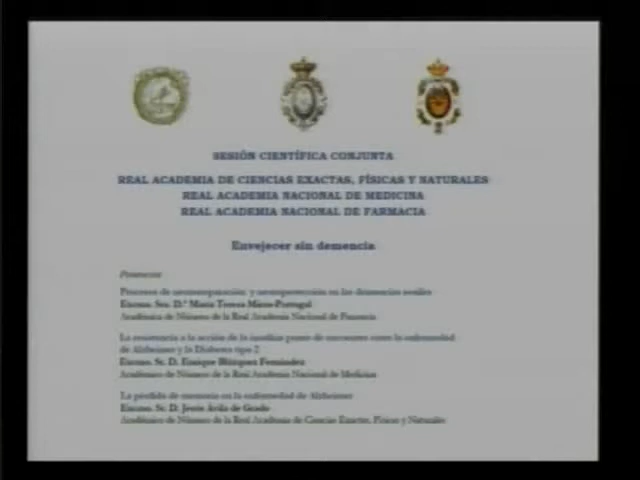 SESIÓN CIENTÍFICA CONJUNTA
REAL ACADEMIA DE CIENCIAS EXACTAS, FÍSICAS Y NATURALES
REAL ACADEMIA NACIONAL DE MEDICINA
REAL ACADEMIA NACIONAL DE FARMACIA
Envejecer sin demencia
Ponencias
Procesos de neurorreparación y neuroprotección en las demencias seniles
Excma. Sra. D.ª María Teresa Miras-Portugal
Académica de Número de la Real Academia Nacional de Farmacia
La resistencia a la acción de la insulina punto de encuentro entre la enfermedad
de Alzheimer y la Diabetes tipo 2
Excmo. Sr. D. Enrique Blázquez Fernández
Académico de Número de la Real Academia Nacional de Medicina
La pérdida de memoria en la enfermedad de Alzheimer
Excmo. Sr. D. Jesús Ávila de Grado
Académico de Número de la Real Academia de Ciencias Exactas, Físicas y Naturales